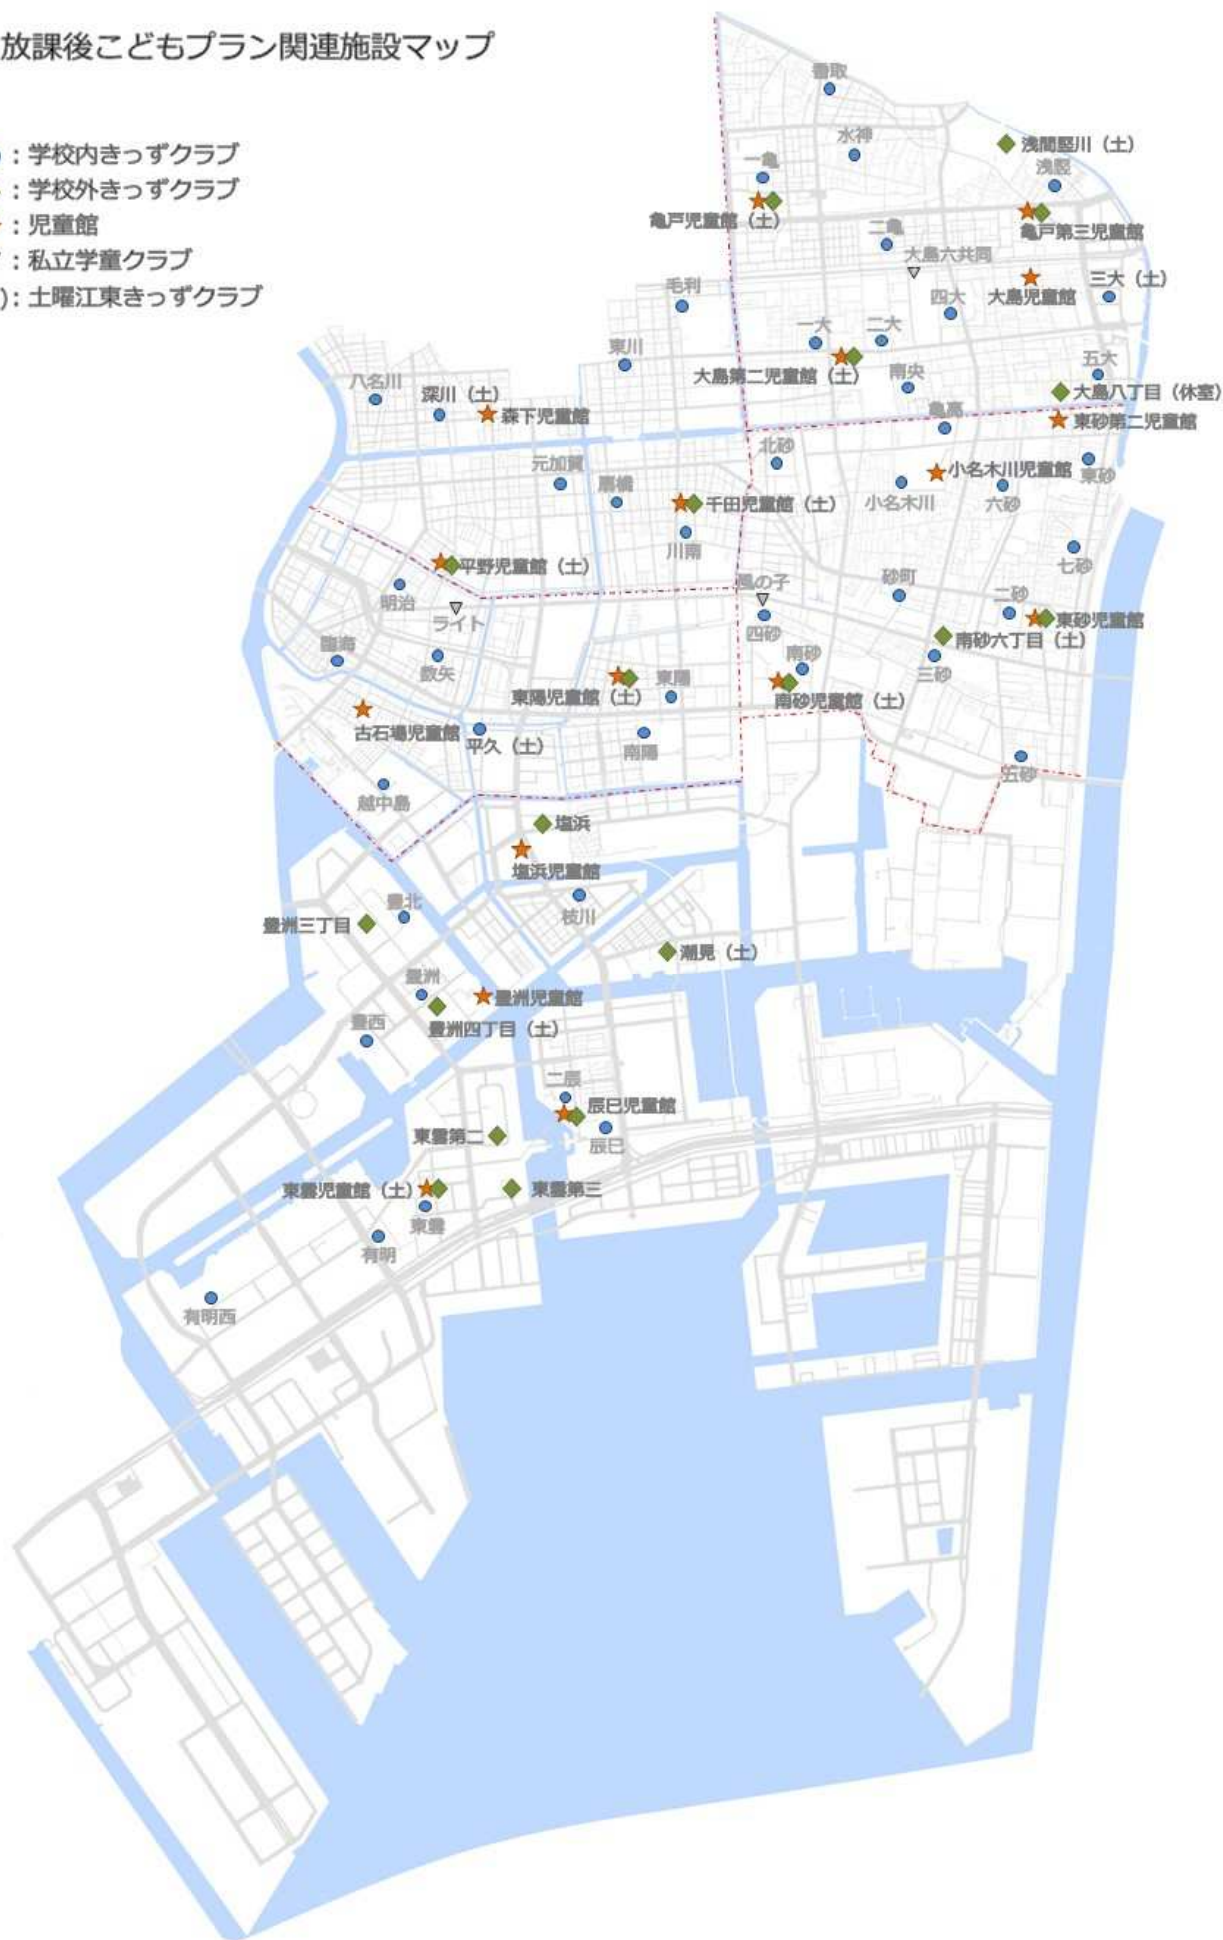 放課後こどもプラン関連施設マップ
：学校内きっずクラブ
：学校外きっずクラブ
：児童館
：私立学童クラブ
)：土曜江東きっずクラブ
香取
水神
浅間竪川（土）
一亀
浅竪
亀戸児童館（土）
亀戸第三児童館
二亀
大島六共同
毛利
大島児童館
三大（土）
四大
一大
二大
東川
大島第二児童館（土）
五大
八名川
南央
深川（土）
大島八丁目（休室）
森下児童館
亀高
東砂第二児童館
北砂
元加賀
小名木川児童館
東砂
扇橋
千田児童館（土）
小名木川
六砂
川南
平野児童館（土）
七砂
風の子
砂町
明治
二砂
ライト
東砂児童館
四砂
南砂六丁目（土）
臨海
数矢
南砂
三砂
東陽児童館（土）
東陽
南砂児童館（土）
古石場児童館
平久（土）
南陽
五砂
越中島
塩浜
塩浜児童館
豊北
豊洲三丁目
枝川
潮見（土）
豊洲
豊洲児童館
豊西
豊洲四丁目（土）
二辰
辰巳児童館
東雲第二
辰巳
東雲児童館（土）
東雲第三
東雲
有明
有明西